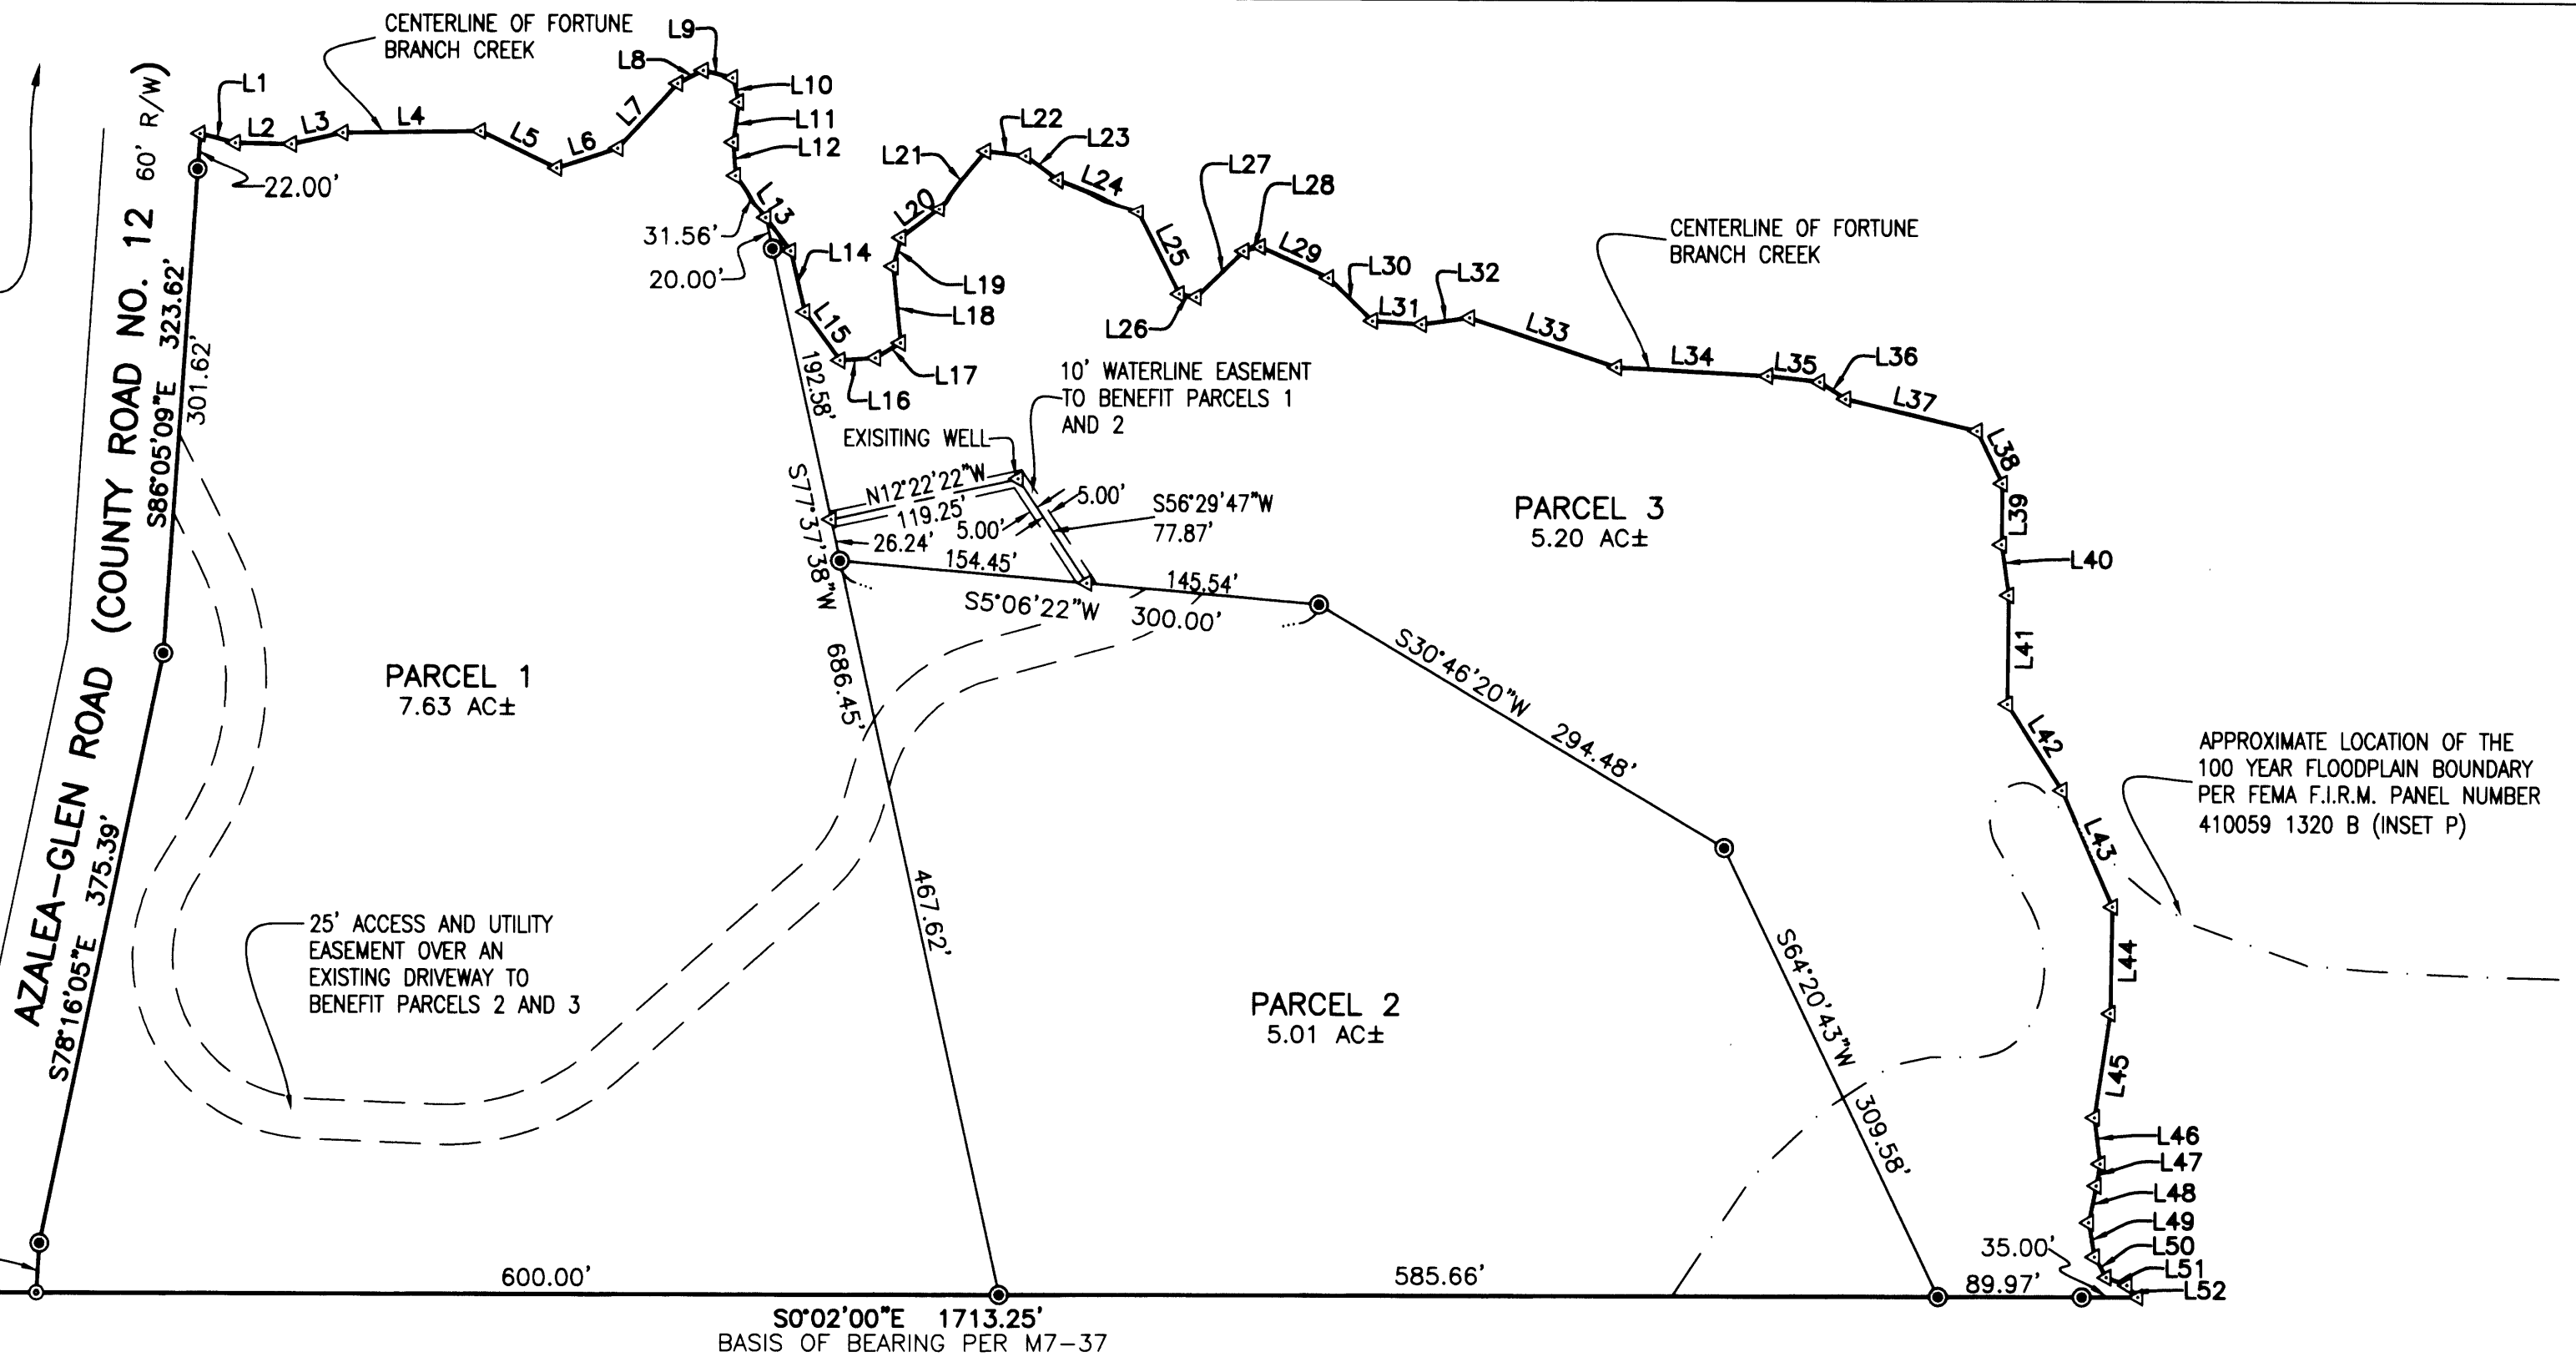 CENTERLINE OF FORTUNE
BRANCH CREEK
L1
L2
L3
L4
L5
L6
L7
L8
L9
L10
L11
L12
L13
L14
L15
L16
L17
L18
L19
L20
L21
L22
L23
L24
L25
L26
L27
L28
L29
L30
L31
L32
L33
L34
L35
L36
L37
L38
L39
L40
L41
L42
L43
L44
L45
L46
L47
L48
L49
L50
L51
L52
CENTERLINE OF FORTUNE
BRANCH CREEK
AZALEA-GLEN ROAD (COUNTY ROAD NO. 12 60' R/W)
22.00'
S86°05'09"E 323.62'
301.62'
S78°16'05"E 375.39'
31.56'
20.00'
192.58'
S77°37'38"W
686.45'
467.62'
10' WATERLINE EASEMENT
TO BENEFIT PARCELS 1
AND 2
EXISITING WELL
N12°22'22"W
119.25'
5.00'
5.00'
S56°29'47"W
77.87'
26.24'
154.45'
145.54'
S5°06'22"W
300.00'
S30°46'20"W 294.48'
S64°20'43"W 309.58'
PARCEL 1
7.63 AC±
PARCEL 2
5.01 AC±
PARCEL 3
5.20 AC±
25' ACCESS AND UTILITY
EASEMENT OVER AN
EXISTING DRIVEWAY TO
BENEFIT PARCELS 2 AND 3
APPROXIMATE LOCATION OF THE
100 YEAR FLOODPLAIN BOUNDARY
PER FEMA F.I.R.M. PANEL NUMBER
410059 1320 B (INSET P)
600.00'
585.66'
89.97'
35.00'
S0°02'00"E 1713.25'
BASIS OF BEARING PER M7-37